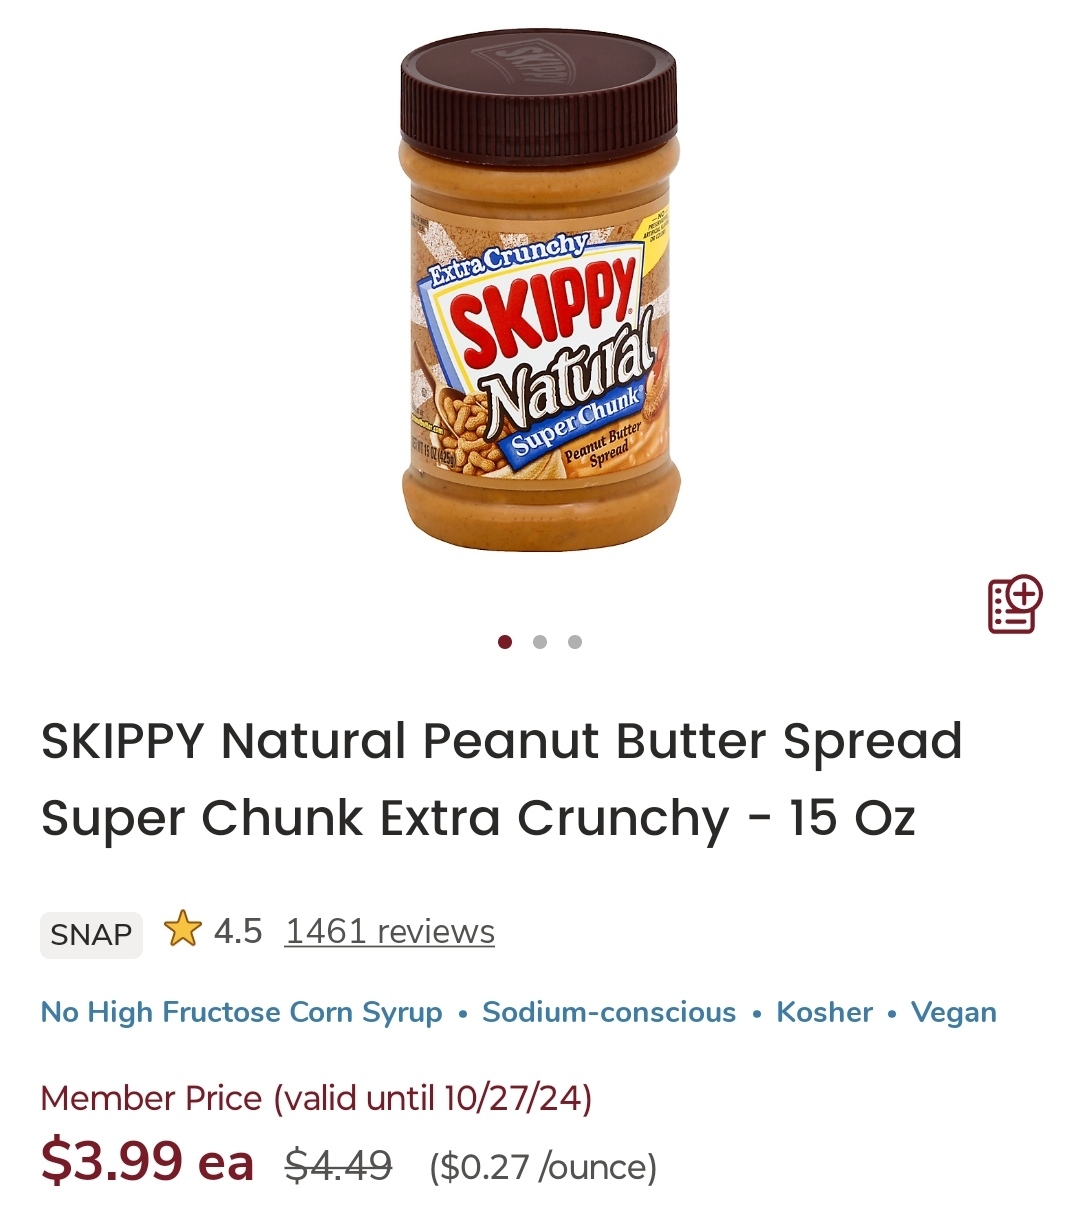 SKIPPY
Extra Crunchy
SKIPPY
Natural
Super Chunk
Peanut Butter
Spread
NO
NET WT 15 OZ (425g)
SKIPPY Natural Peanut Butter Spread
Super Chunk Extra Crunchy - 15 Oz
SNAP 4.5 1461 reviews
No High Fructose Corn Syrup • Sodium-conscious • Kosher • Vegan
Member Price (valid until 10/27/24)
$3.99 ea $4.49 ($0.27 /ounce)